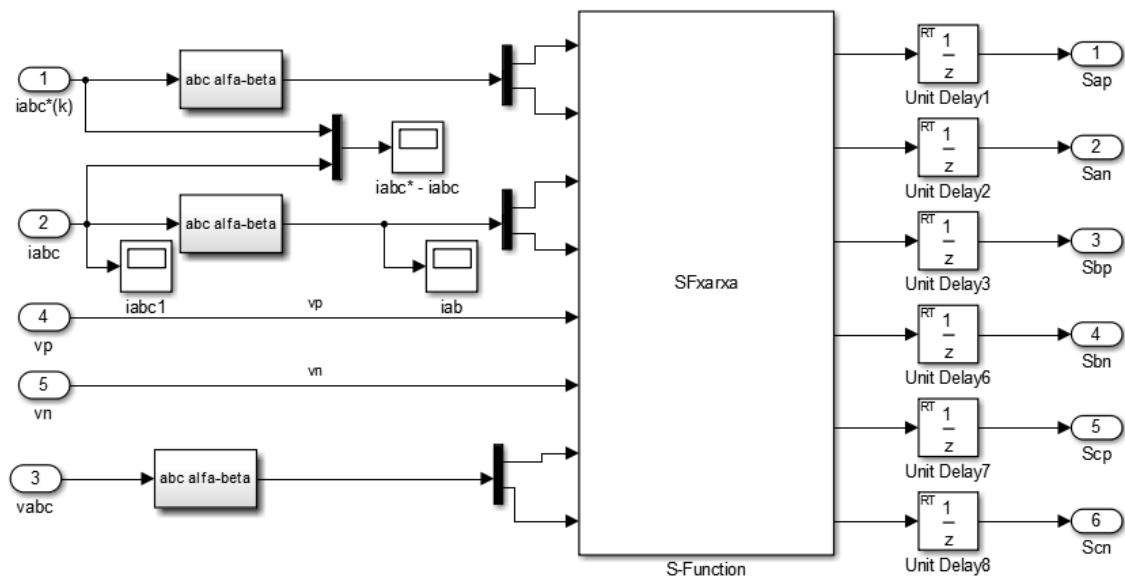 1
iabc*(k)
abc alfa-beta
iabc* - iabc
2
iabc
abc alfa-beta
iabc1
iab
4
vp
vp
5
vn
vn
3
vabc
abc alfa-beta
SFxarxa
S-Function
RT
1
z
Unit Delay1
1
Sap
RT
1
z
Unit Delay2
2
San
RT
1
z
Unit Delay3
3
Sbp
RT
1
z
Unit Delay6
4
Sbn
RT
1
z
Unit Delay7
5
Scp
RT
1
z
Unit Delay8
6
Scn